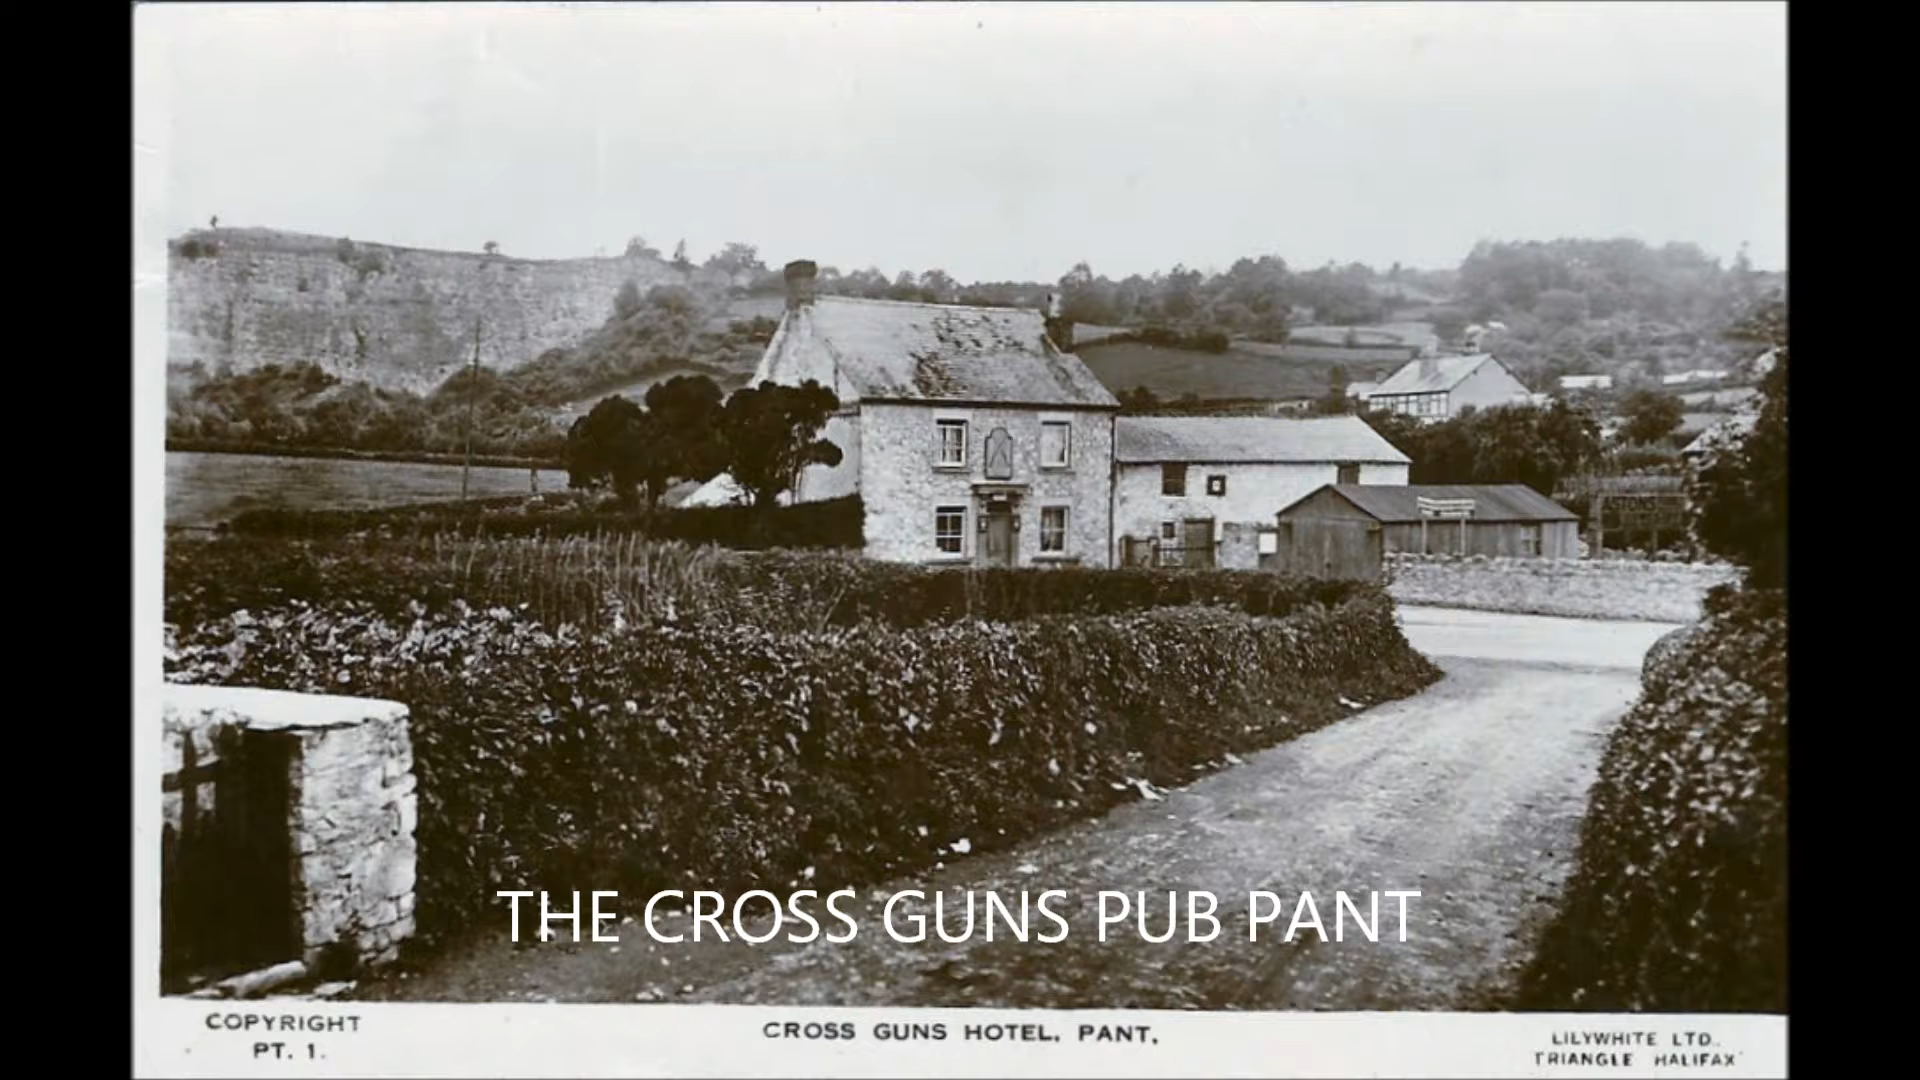 THE CROSS GUNS PUB PANT
COPYRIGHT
PT. 1.
CROSS GUNS HOTEL, PANT.
LILYWHITE LTD.
TRIANGLE HALIFAX